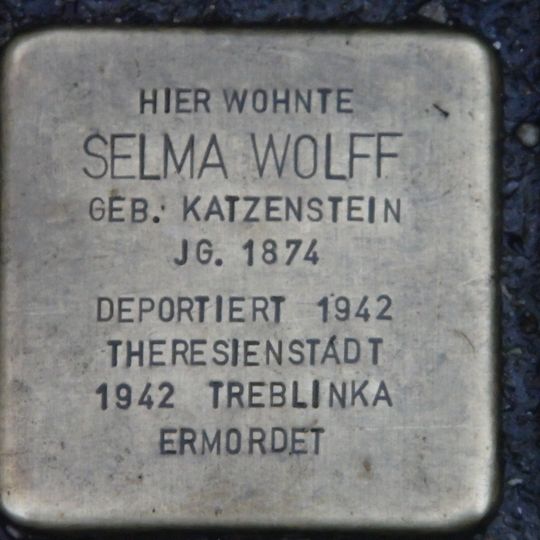 HIER WOHNTE
SELMA WOLFF
GEB. KATZENSTEIN
JG. 1874
DEPORTIERT 1942
THERESIENSTADT
1942 TREBLINKA
ERMORDET